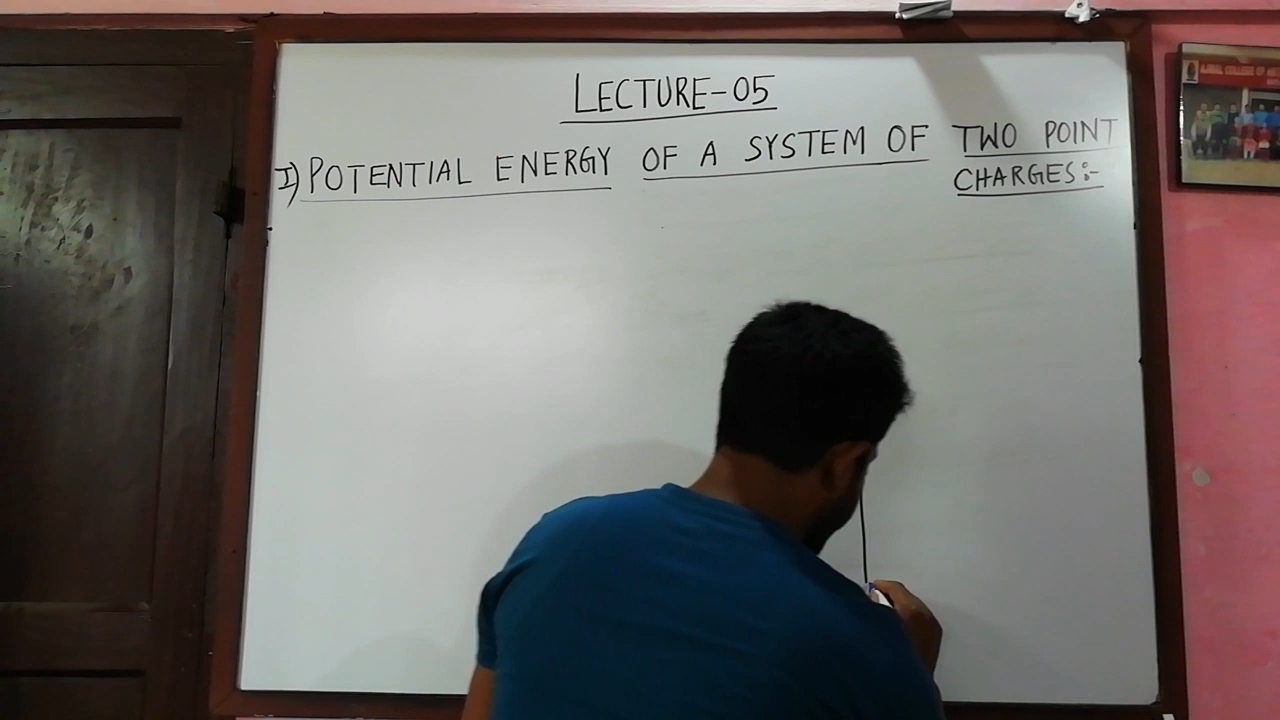 LECTURE-05
I) POTENTIAL ENERGY OF A SYSTEM OF TWO POINT
CHARGES:-